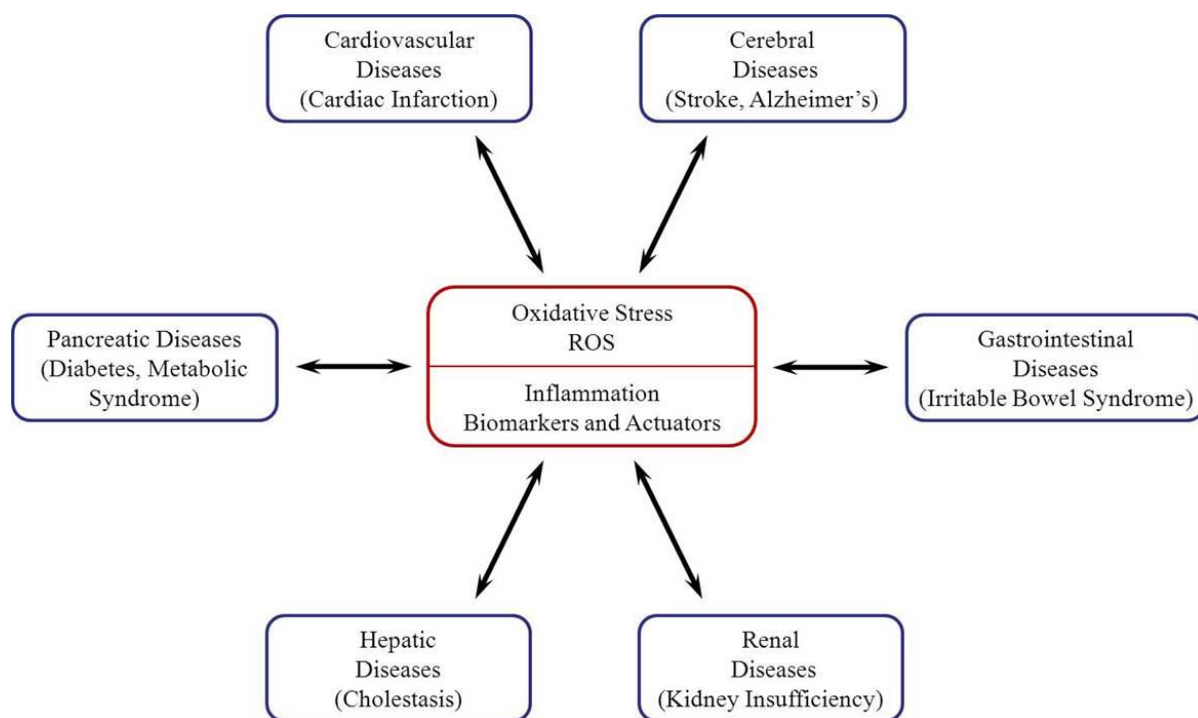 Cardiovascular
Diseases
(Cardiac Infarction)
Cerebral
Diseases
(Stroke, Alzheimer’s)
Pancreatic Diseases
(Diabetes, Metabolic
Syndrome)
Oxidative Stress
ROS
Inflammation
Biomarkers and Actuators
Gastrointestinal
Diseases
(Irritable Bowel Syndrome)
Hepatic
Diseases
(Cholestasis)
Renal
Diseases
(Kidney Insufficiency)